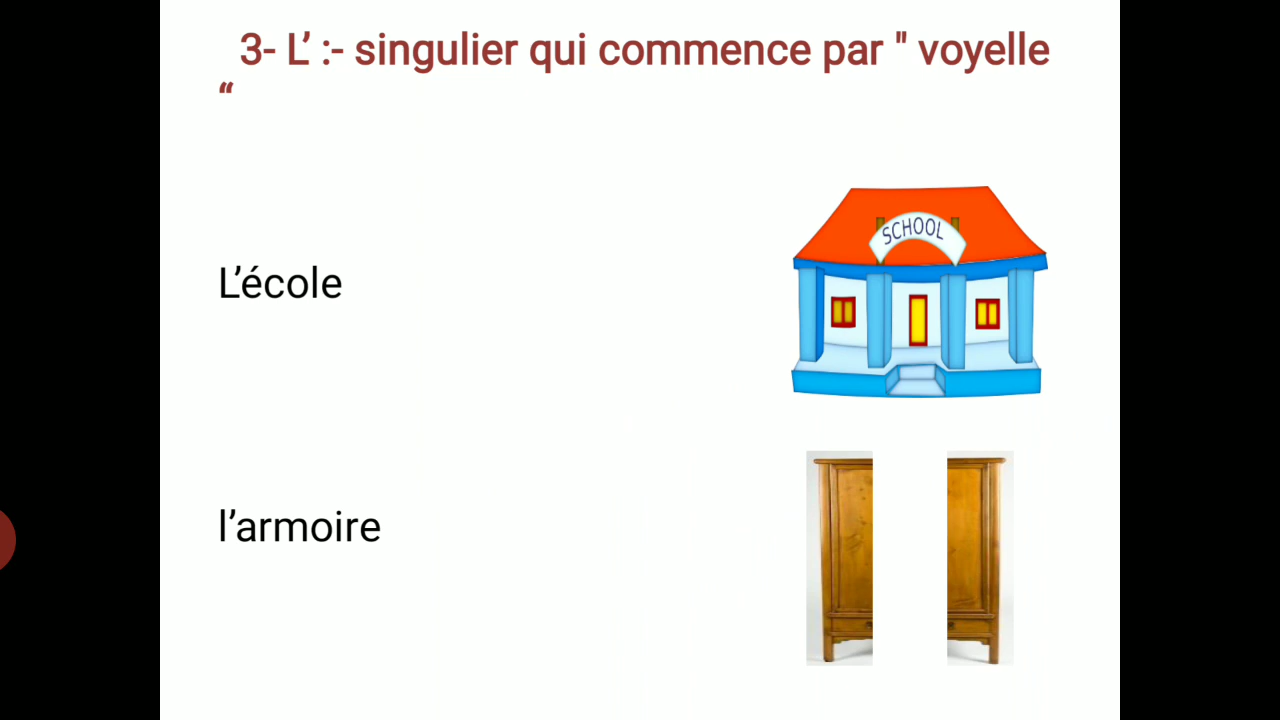 3- L’ :- singulier qui commence par " voyelle
“
SCHOOL
L’école
l’armoire